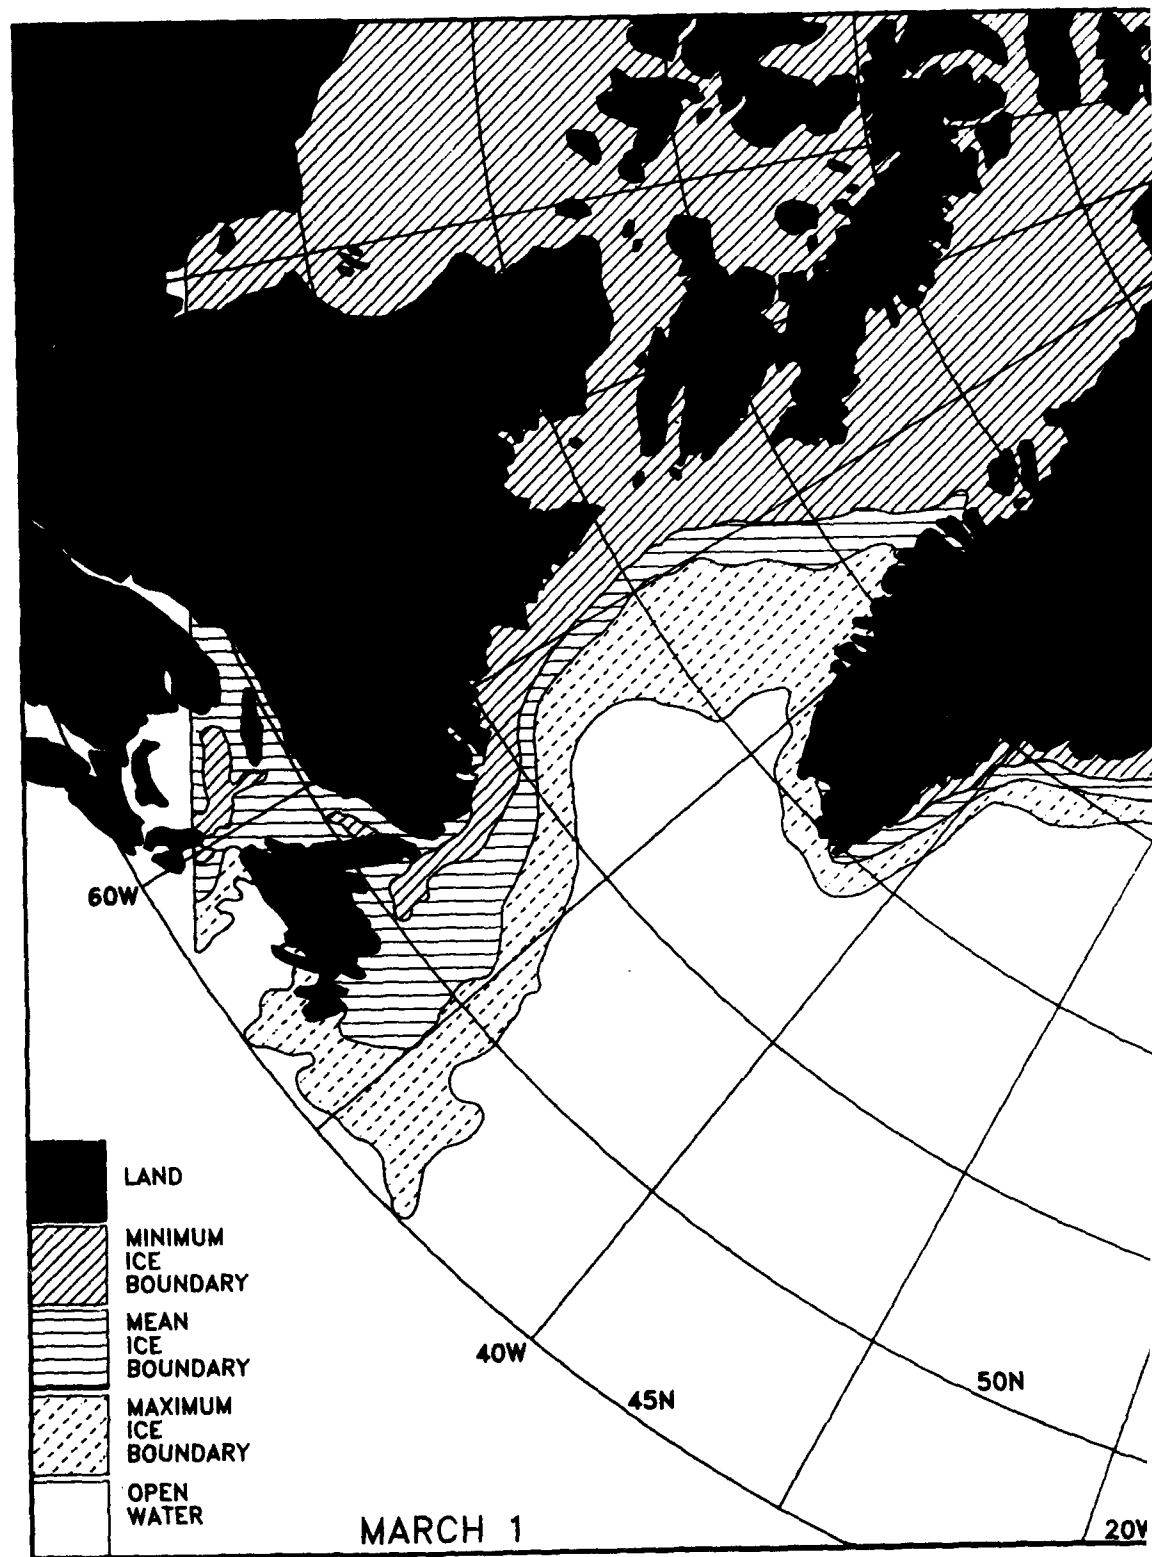 60W
LAND
MINIMUM
ICE
BOUNDARY
MEAN
ICE
BOUNDARY
40W
50N
45N
MAXIMUM
ICE
BOUNDARY
OPEN
WATER
MARCH 1
20W